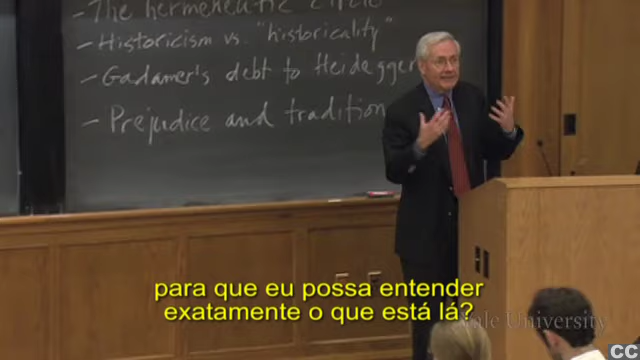 - The hermeneutic circle
- Historicism vs. "historicality"
- Gadamer's debt to Heidegger
- Prejudice and tradition
para que eu possa entender
exatamente o que está lá?
Yale University
CC